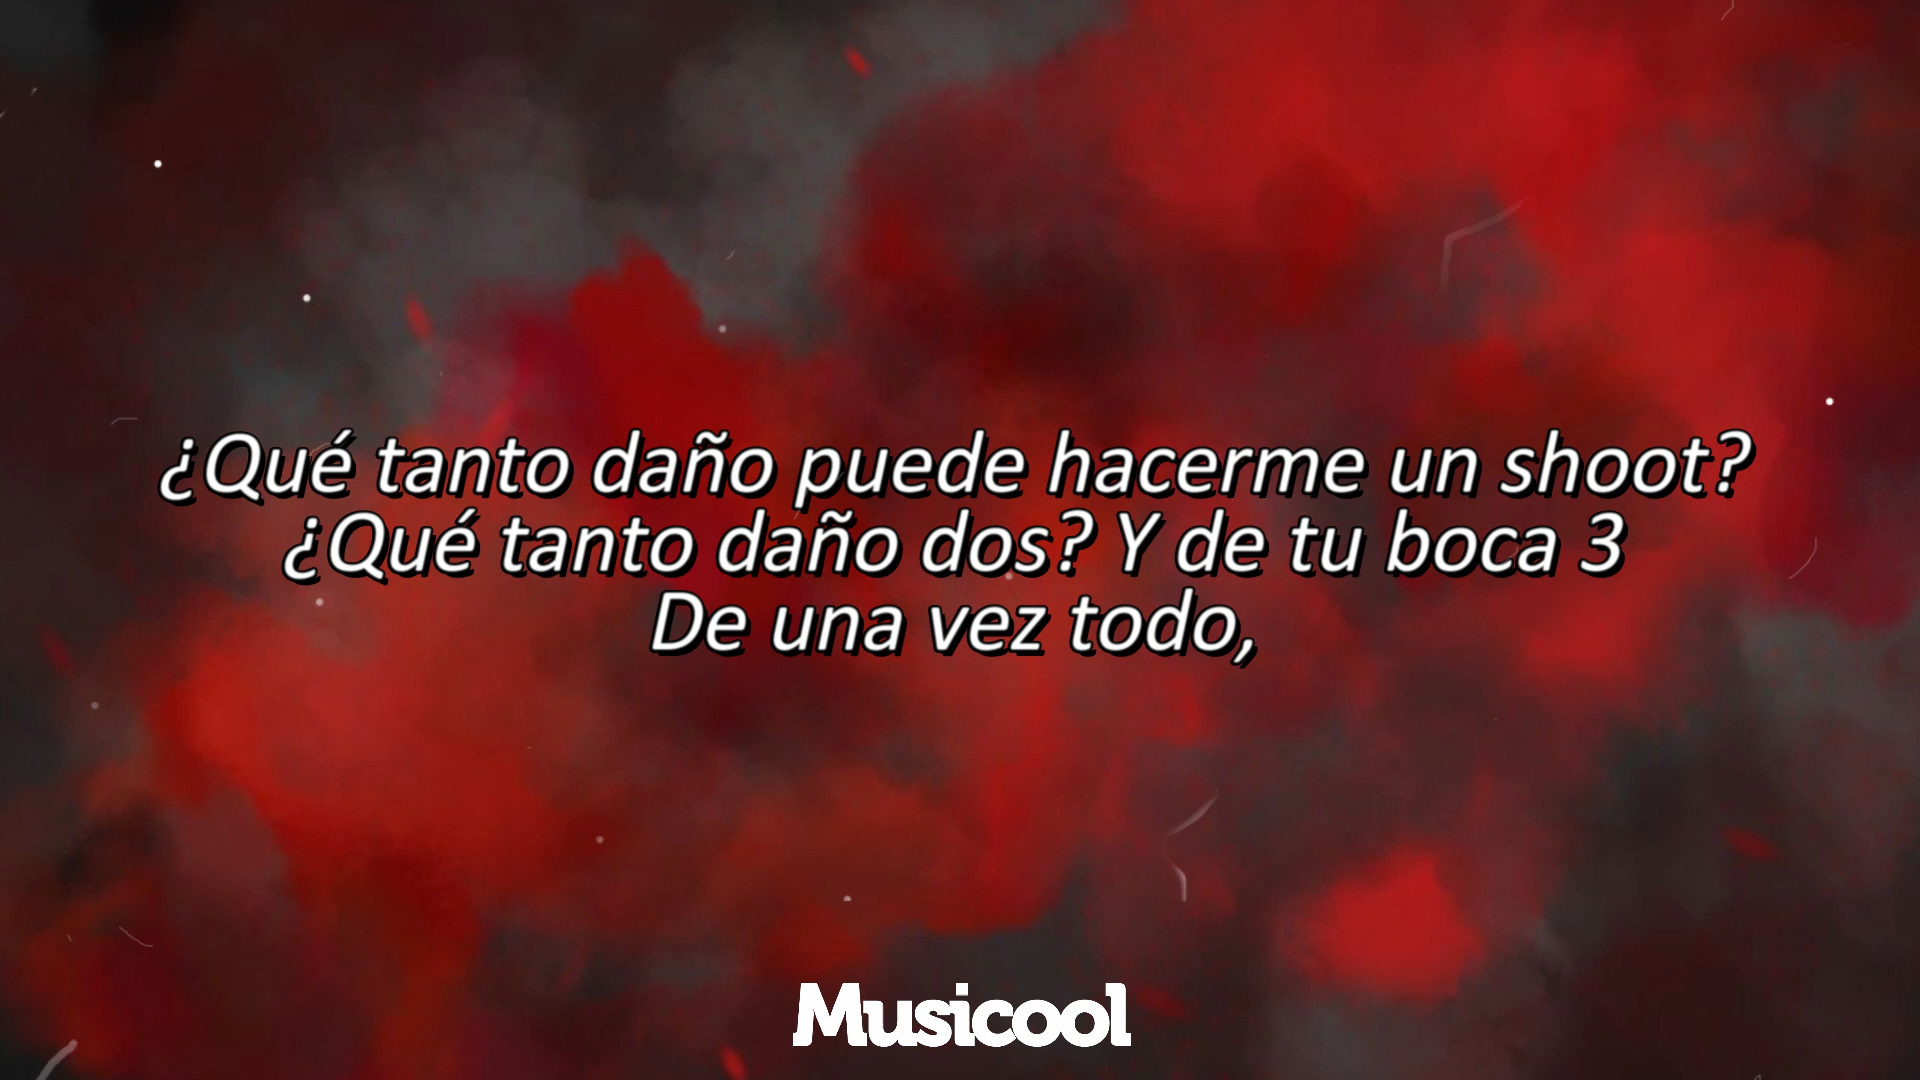 ¿Qué tanto daño puede hacerme un shoot?
¿Qué tanto daño dos? Y de tu boca 3
De una vez todo,
Musicool